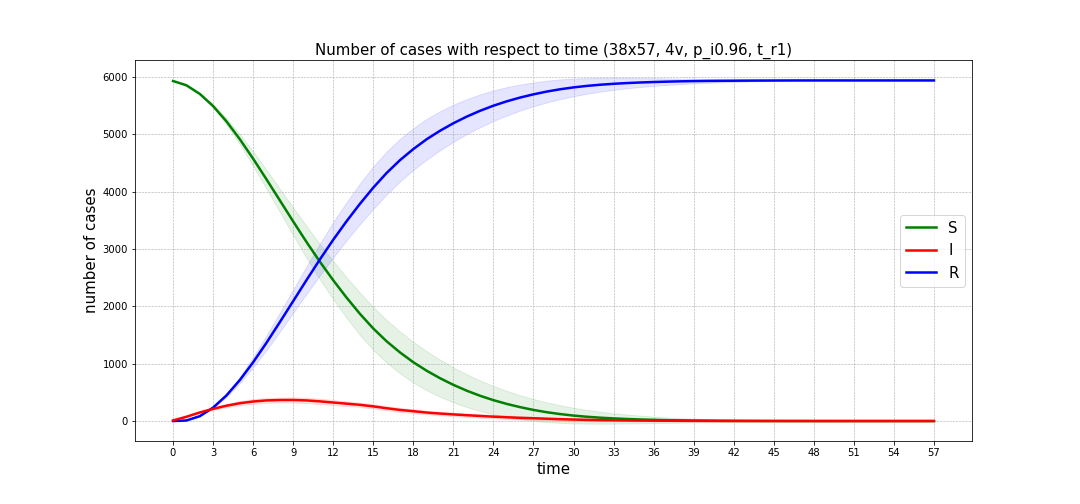 Number of cases with respect to time (38x57, 4v, p_i0.96, t_r1)
6000
5000
4000
3000
2000
1000
0
number of cases
S
I
R
0 3 6 9 12 15 18 21 24 27 30 33 36 39 42 45 48 51 54 57
time